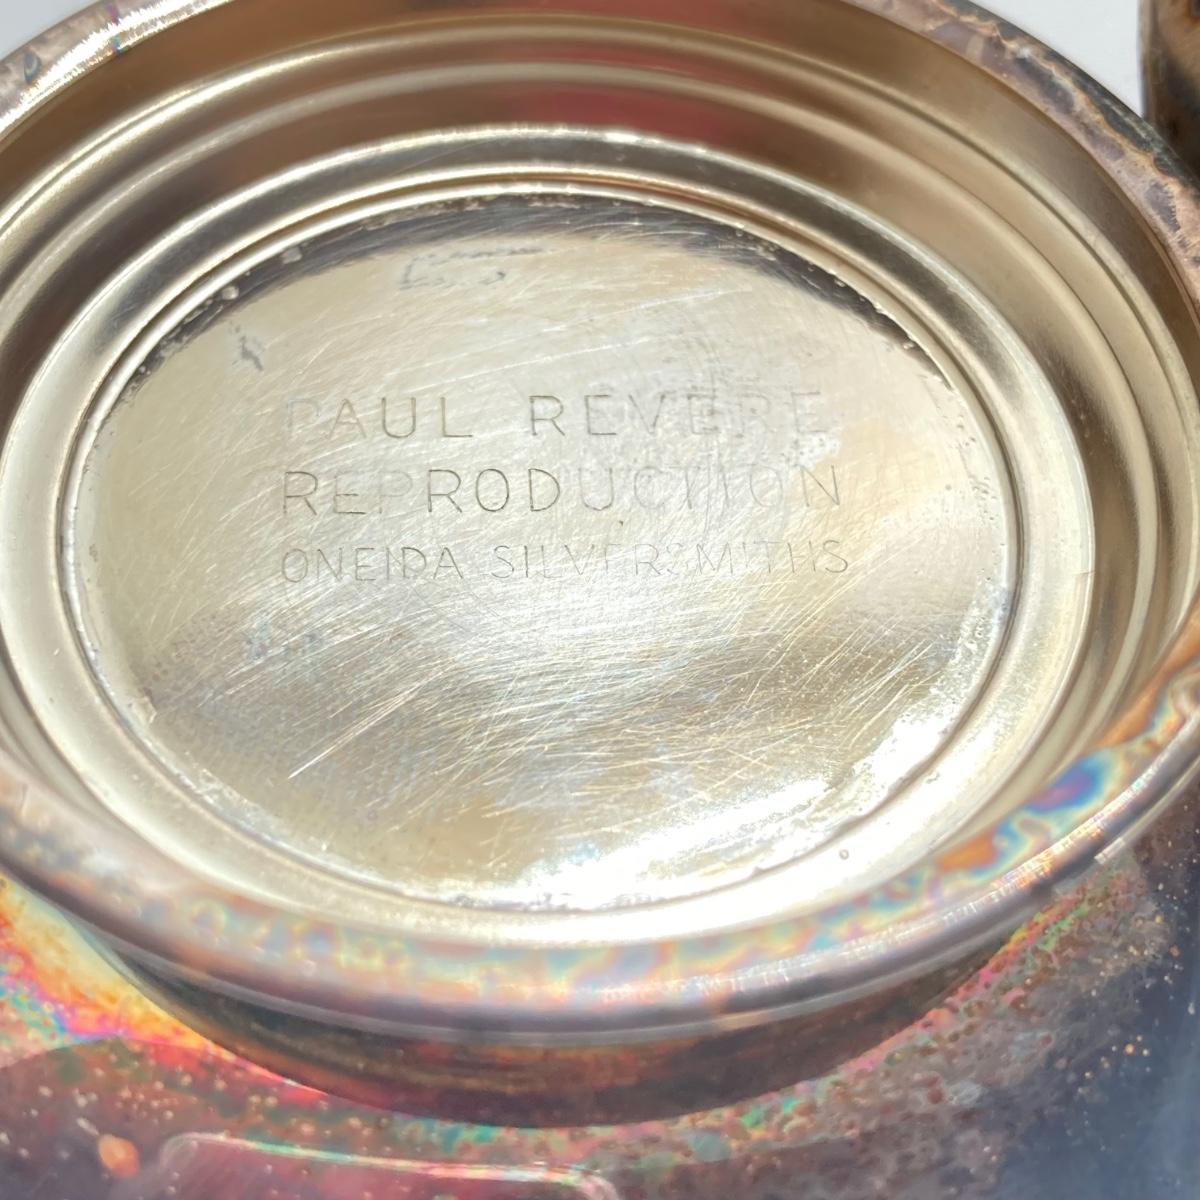 PAUL REVERE
REPRODUCTION
ONEIDA SILVERSMITHS